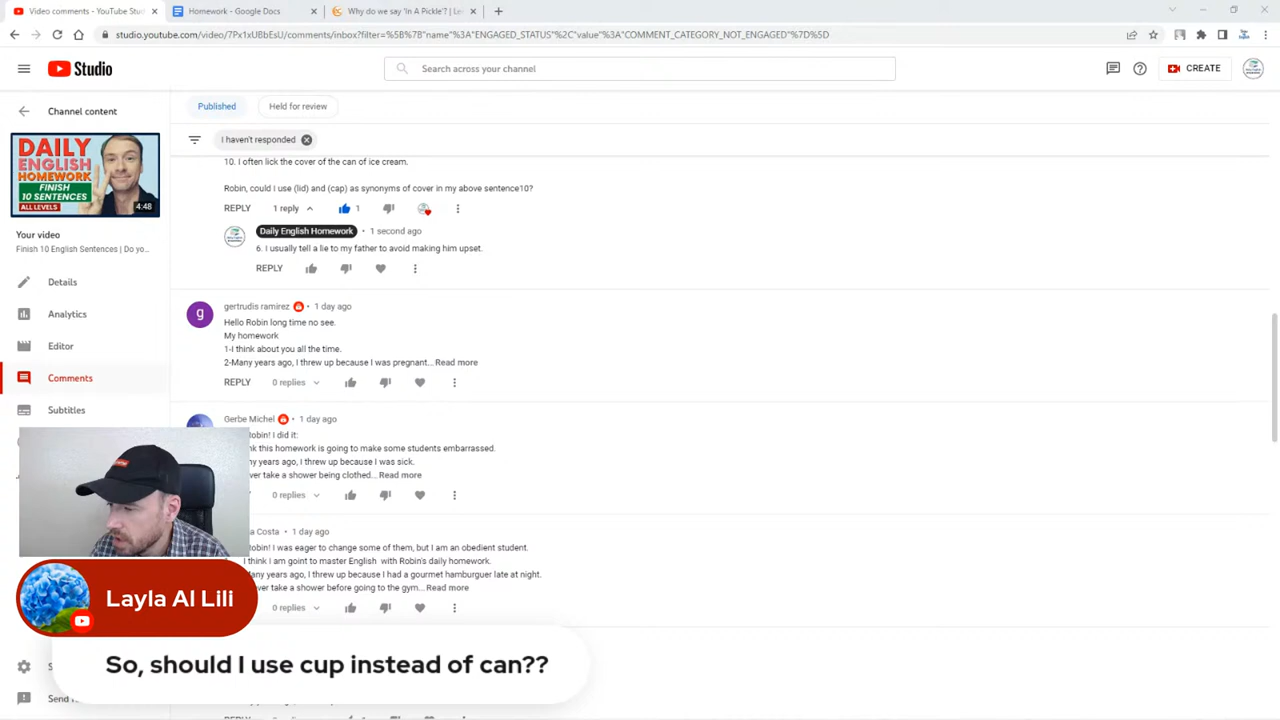 Video comments - YouTube Stud
Homework - Google Docs
Why do we say 'In A Pickle'? | Le
studio.youtube.com/video/7Px1xUBbEsU/comments/inbox?filter=%5B%7B"name"%3A"ENGAGED_STATUS"%2C"value"%3A"COMMENT_CATEGORY_NOT_ENGAGED"%7D%5D
Studio
Search across your channel
CREATE
Channel content
Published
Held for review
I haven't responded
DAILY
ENGLISH
HOMEWORK
FINISH
10 SENTENCES
ALL LEVELS
4:48
Your video
Finish 10 English Sentences | Do yo...
Details
Analytics
Editor
Comments
Subtitles
10. I often lick the cover of the can of ice cream.
Robin, could I use (lid) and (cap) as synonyms of cover in my above sentence10?
REPLY
1 reply
1
Daily English Homework
1 second ago
6. I usually tell a lie to my father to avoid making him upset.
REPLY
g
gertrudis ramirez • 1 day ago
Hello Robin long time no see.
My homework
1-I think about you all the time.
2-Many years ago, I threw up because I was pregnant... Read more
REPLY
0 replies
Gerbe Michel • 1 day ago
obin! I did it:
nk this homework is going to make some students embarrassed.
ny years ago, I threw up because I was sick.
ver take a shower being clothed... Read more
0 replies
a Costa • 1 day ago
obin! I was eager to change some of them, but I am an obedient student.
I think I am goint to master English with Robin's daily homework.
Many years ago, I threw up because I had a gourmet hamburguer late at night.
ver take a shower before going to the gym... Read more
0 replies
Layla Al Lili
So, should I use cup instead of can??
S
Send f